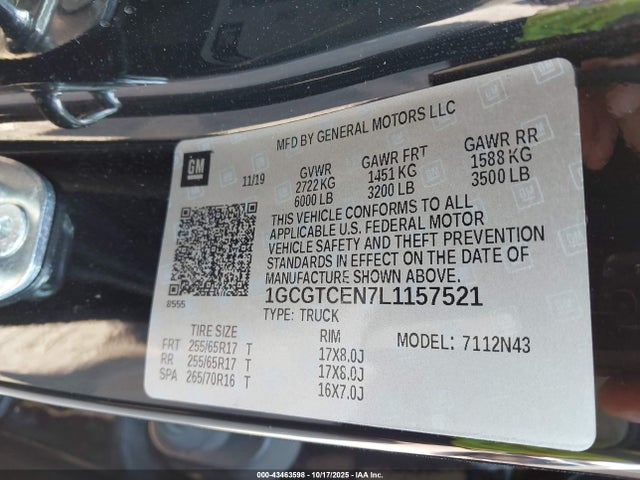 MFD BY GENERAL MOTORS LLC
GM
11/19
GVWR GAWR FRT GAWR RR
2722 KG 1451 KG 1588 KG
6000 LB 3200 LB 3500 LB
THIS VEHICLE CONFORMS TO ALL
APPLICABLE U.S. FEDERAL MOTOR
VEHICLE SAFETY AND THEFT PREVENTION
STANDARDS IN EFFECT ON THE DATE OF
MANUFACTURE SHOWN ABOVE.
8555
1GCGTCEN7L1157521
TYPE: TRUCK
TIRE SIZE RIM MODEL: 7112N43
FRT 255/65R17 T 17X8.0J
RR 255/65R17 T 17X8.0J
SPA 265/70R16 T 16X7.0J
000-43463598 - 10/17/2025 - IAA Inc.